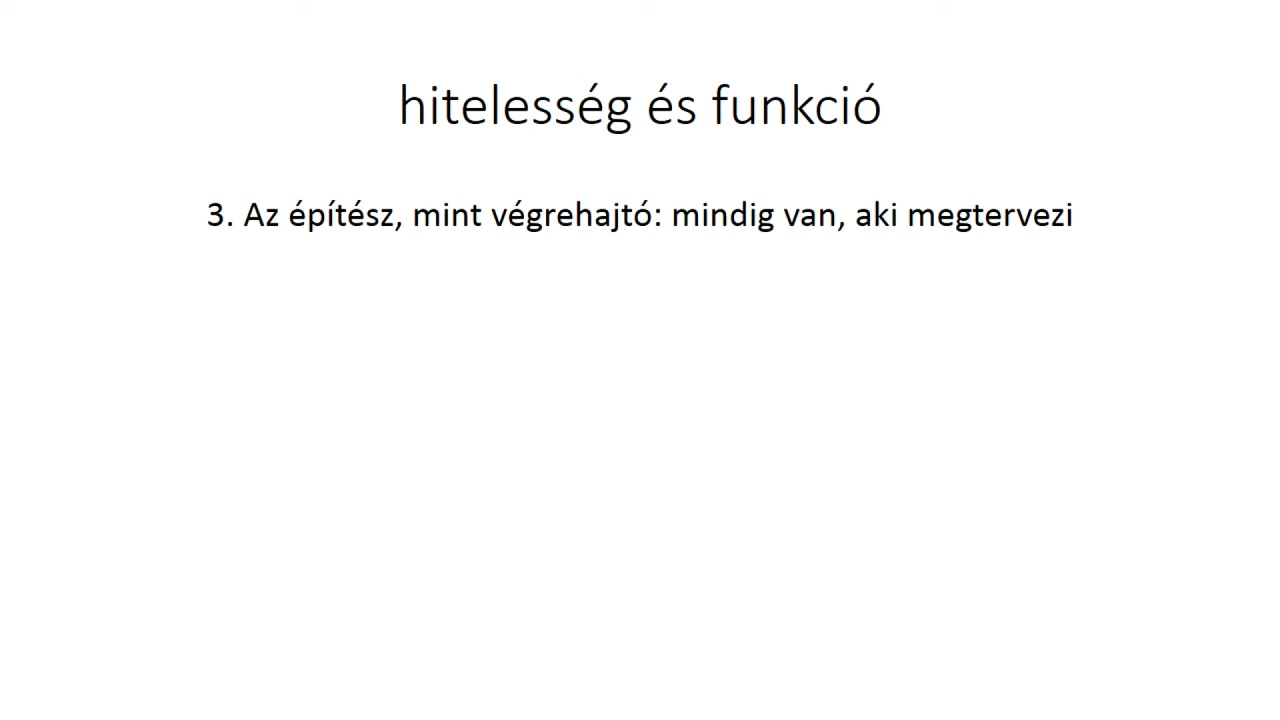 hitelesség és funkció
3. Az építész, mint végrehajtó: mindig van, aki megtervezi